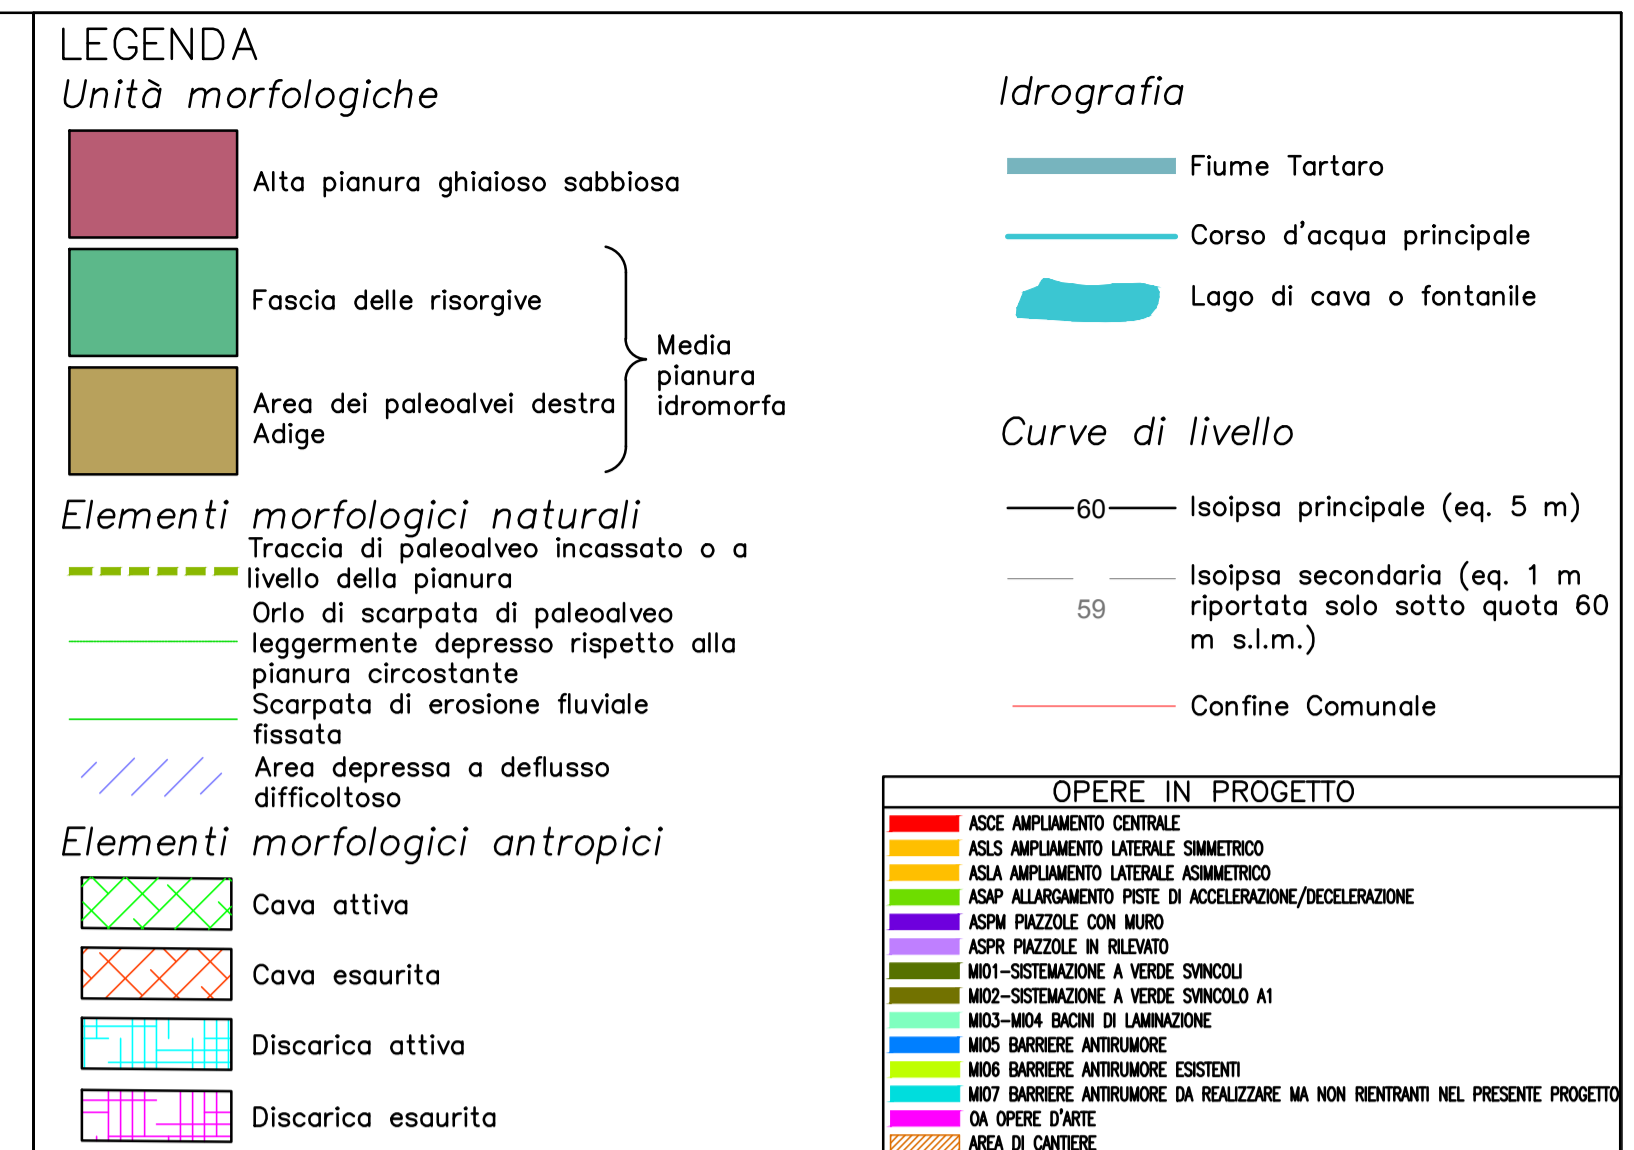 LEGENDA
Unità morfologiche
Alta pianura ghiaioso sabbiosa
Fascia delle risorgive
Area dei paleoalvei destra
Adige
Media
pianura
idromorfa
Elementi morfologici naturali
Traccia di paleoalveo incassato o a
livello della pianura
Orlo di scarpata di paleoalveo
leggermente depresso rispetto alla
pianura circostante
Scarpata di erosione fluviale
fissata
Area depressa a deflusso
difficoltoso
Elementi morfologici antropici
Cava attiva
Cava esaurita
Discarica attiva
Discarica esaurita
Idrografia
Fiume Tartaro
Corso d'acqua principale
Lago di cava o fontanile
Curve di livello
60 Isoipsa principale (eq. 5 m)
59 Isoipsa secondaria (eq. 1 m
riportata solo sotto quota 60
m s.l.m.)
Confine Comunale
OPERE IN PROGETTO
ASCE AMPLIAMENTO CENTRALE
ASLS AMPLIAMENTO LATERALE SIMMETRICO
ASLA AMPLIAMENTO LATERALE ASIMMETRICO
ASAP ALLARGAMENTO PISTE DI ACCELERAZIONE/DECELERAZIONE
ASPM PIAZZOLE CON MURO
ASPR PIAZZOLE IN RILEVATO
MI01-SISTEMAZIONE A VERDE SVINCOLI
MI02-SISTEMAZIONE A VERDE SVINCOLO A1
MI03-MI04 BACINI DI LAMINAZIONE
MI05 BARRIERE ANTIRUMORE
MI06 BARRIERE ANTIRUMORE ESISTENTI
MI07 BARRIERE ANTIRUMORE DA REALIZZARE MA NON RIENTRANTI NEL PRESENTE PROGETTO
OA OPERE D'ARTE
AREA DI CANTIERE